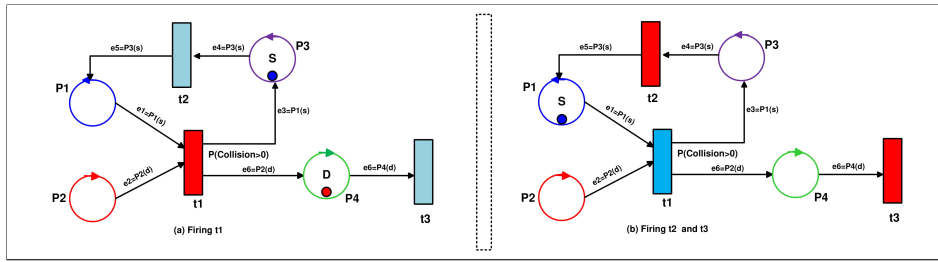 e5=P3(s)
e4=P3(s)
P3
S
t2
P1
e1=P1(s)
e3=P1(s)
P(Collision>0)
e2=P2(d)
e6=P2(d)
D
e6=P4(d)
P2
t1
P4
t3
(a) Firing t1
e5=P3(s)
e4=P3(s)
P3
t2
P1
S
e1=P1(s)
e3=P1(s)
P(Collision>0)
e2=P2(d)
e6=P2(d)
e6=P4(d)
P2
t1
P4
t3
(b) Firing t2 and t3